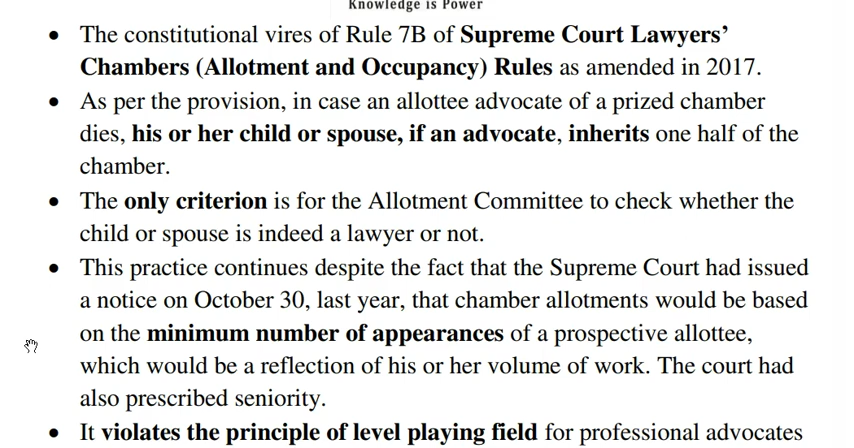 Knowledge is Power
• The constitutional vires of Rule 7B of Supreme Court Lawyers’
Chambers (Allotment and Occupancy) Rules as amended in 2017.
• As per the provision, in case an allottee advocate of a prized chamber
dies, his or her child or spouse, if an advocate, inherits one half of the
chamber.
• The only criterion is for the Allotment Committee to check whether the
child or spouse is indeed a lawyer or not.
• This practice continues despite the fact that the Supreme Court had issued
a notice on October 30, last year, that chamber allotments would be based
on the minimum number of appearances of a prospective allottee,
which would be a reflection of his or her volume of work. The court had
also prescribed seniority.
• It violates the principle of level playing field for professional advocates